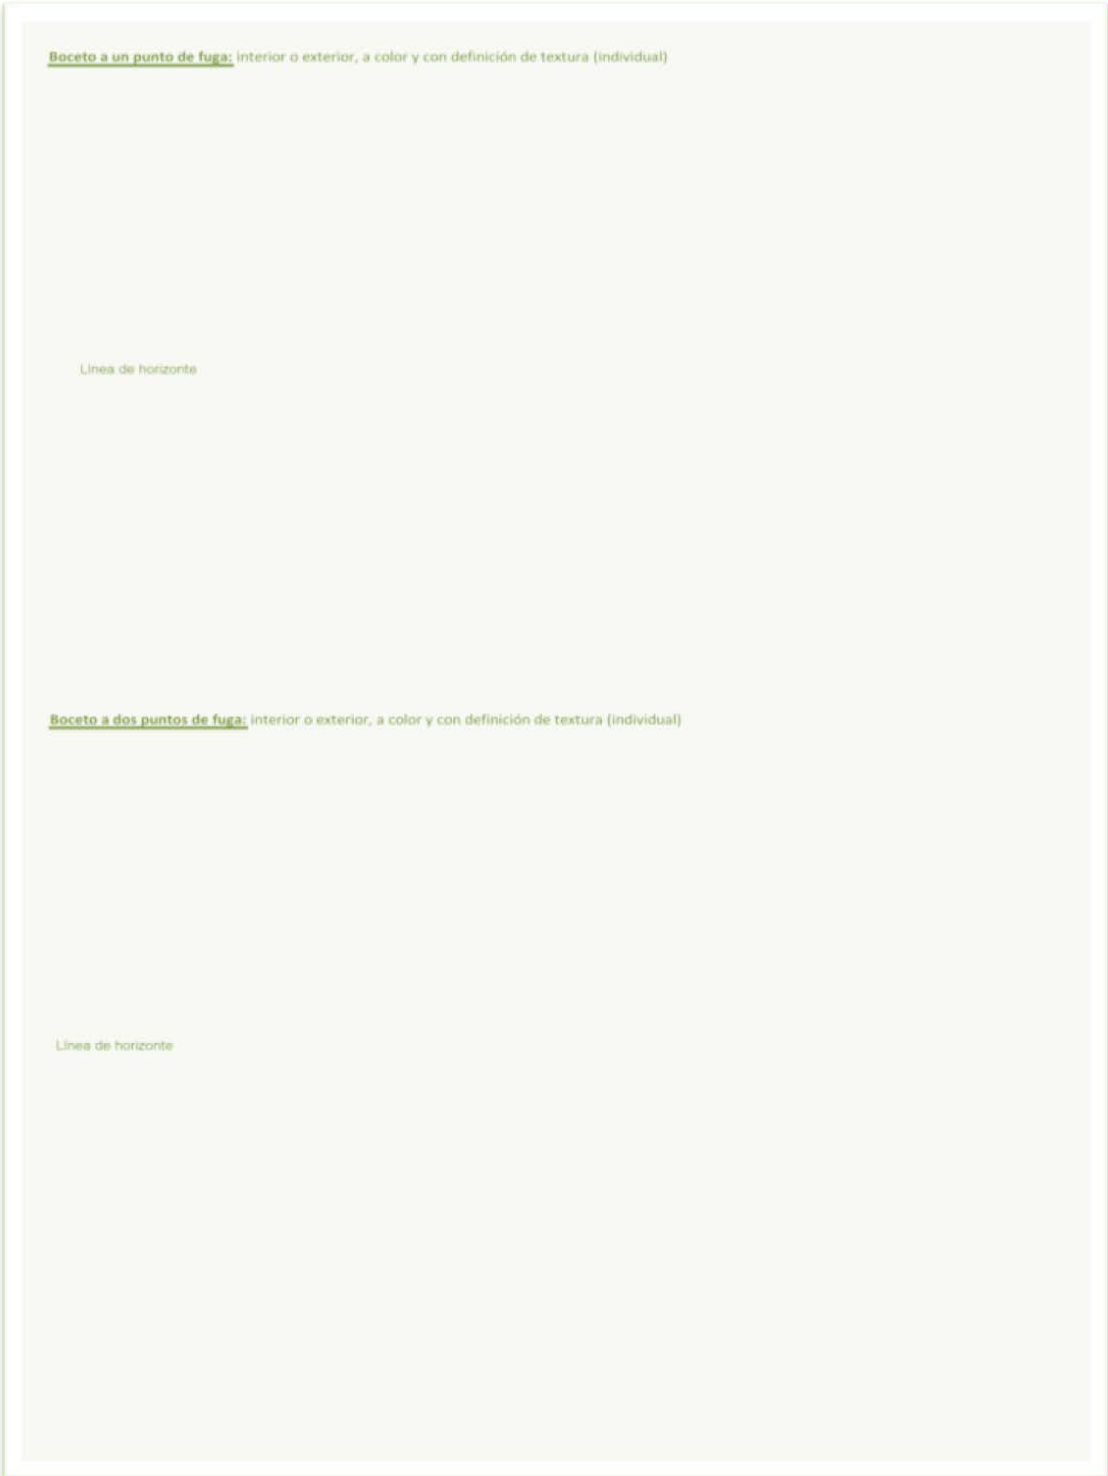 Boceto a un punto de fuga: interior o exterior, a color y con definición de textura (individual)
Línea de horizonte
Boceto a dos puntos de fuga: interior o exterior, a color y con definición de textura (individual)
Línea de horizonte